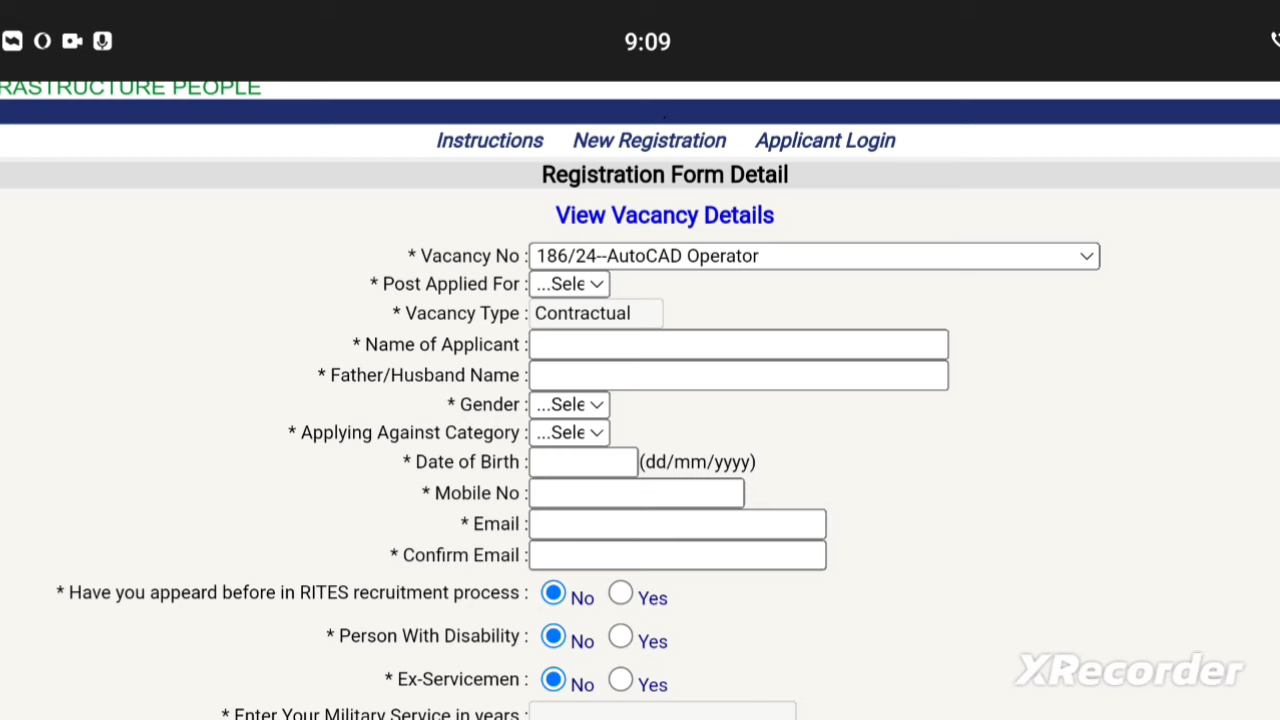 9:09
RASTRUCTURE PEOPLE
Instructions New Registration Applicant Login
Registration Form Detail
View Vacancy Details
* Vacancy No : 186/24--AutoCAD Operator
* Post Applied For : ...Sele
* Vacancy Type : Contractual
* Name of Applicant :
* Father/Husband Name :
* Gender : ...Sele
* Applying Against Category : ...Sele
* Date of Birth : (dd/mm/yyyy)
* Mobile No :
* Email :
* Confirm Email :
* Have you appeard before in RITES recruitment process : No Yes
* Person With Disability : No Yes
* Ex-Servicemen : No Yes
XRecorder
* Enter Your Military Service in years :